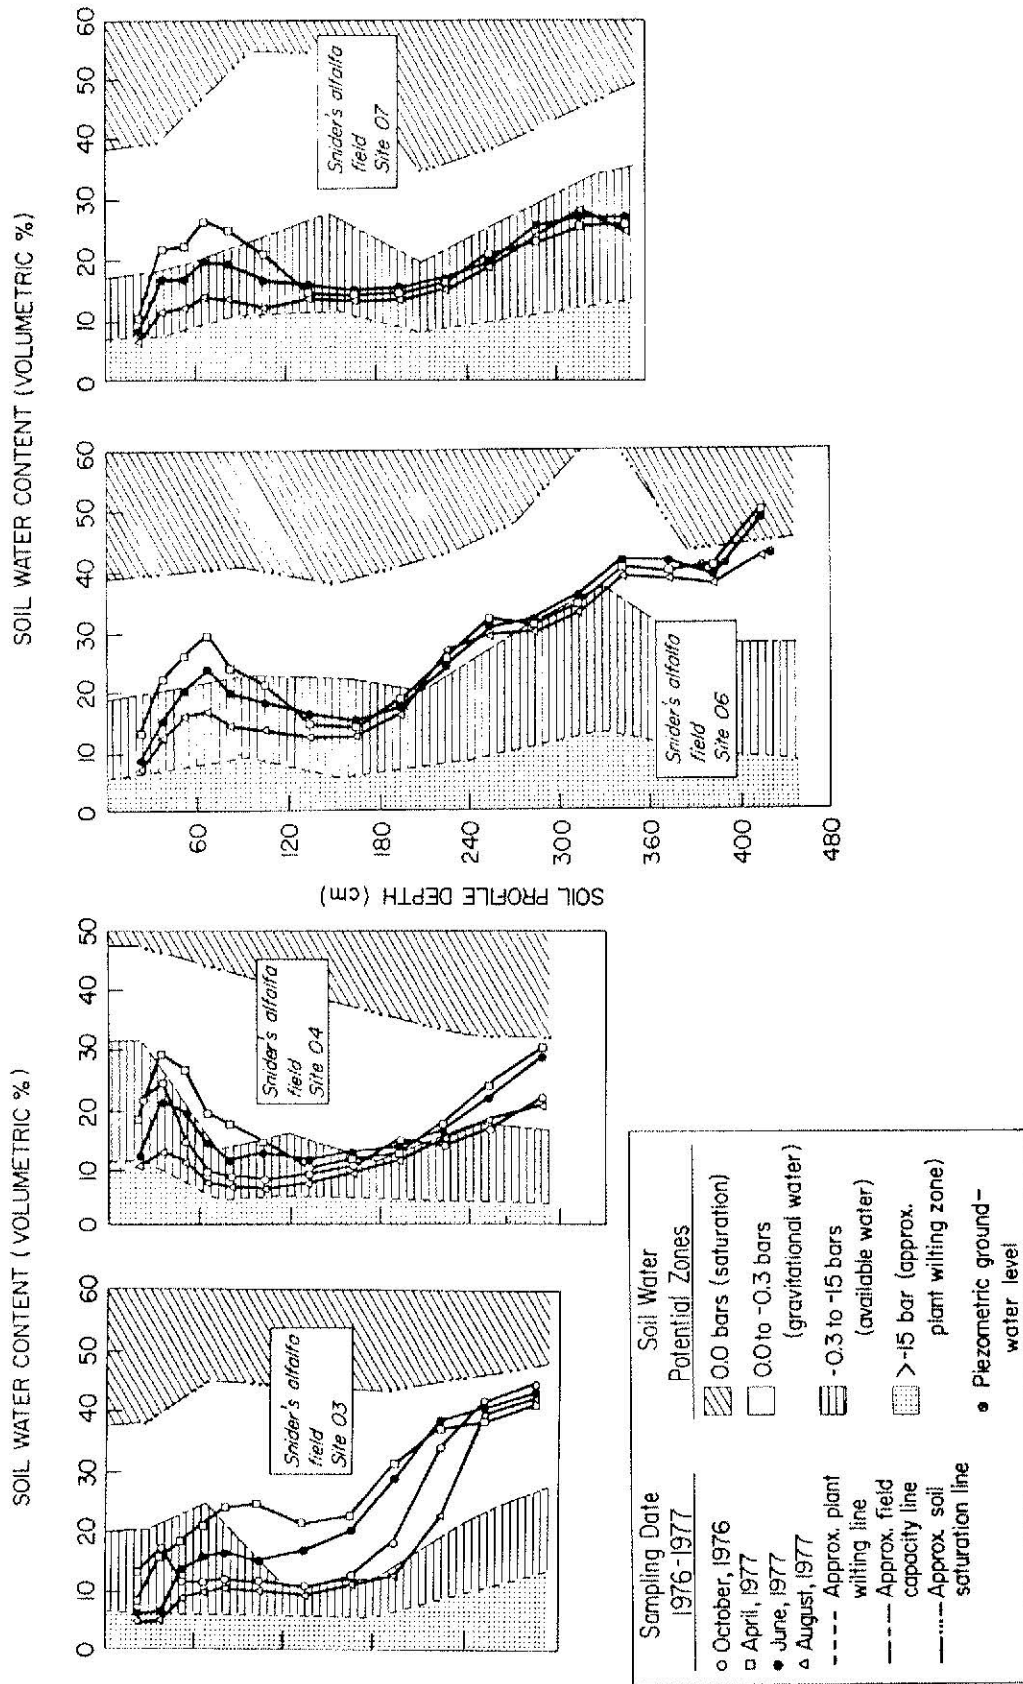 SOIL WATER CONTENT (VOLUMETRIC %)
0 10 20 30 40 50 60
Snider's alfalfa
field
Site 03
0 10 20 30 40 50
Snider's alfalfa
field
Site 04
SOIL WATER CONTENT (VOLUMETRIC %)
0 10 20 30 40 50 60
Snider's alfalfa
field
Site 06
60
120
180
240
300
360
400
480
SOIL PROFILE DEPTH (cm)
0 10 20 30 40 50 60
Snider's alfalfa
field
Site 07
Sampling Date
1976-1977
October, 1976
April, 1977
June, 1977
August, 1977
Approx. plant
wilting line
Approx. field
capacity line
Approx. soil
saturation line
Soil Water
Potential Zones
0.0 bars (saturation)
0.0 to -0.3 bars
(gravitational water)
-0.3 to -15 bars
(available water)
>-15 bar (approx.
plant wilting zone)
Piezometric ground-
water level